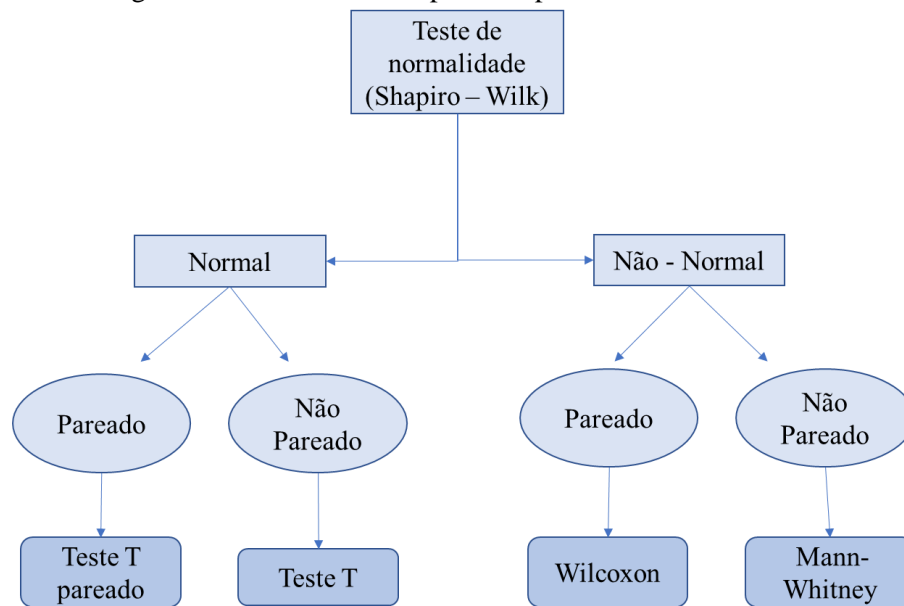 Teste de
normalidade
(Shapiro – Wilk)
Normal
Não - Normal
Pareado
Não
Pareado
Pareado
Não
Pareado
Teste T
pareado
Teste T
Wilcoxon
Mann-
Whitney